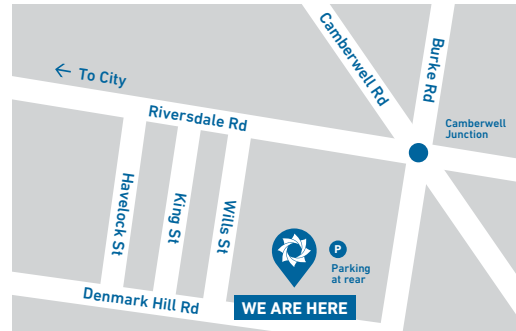 Camberwell Rd
Burke Rd
← To City
Riversdale Rd
Camberwell
Junction
Havelock St
King St
Wills St
P
Parking
at rear
Denmark Hill Rd
WE ARE HERE